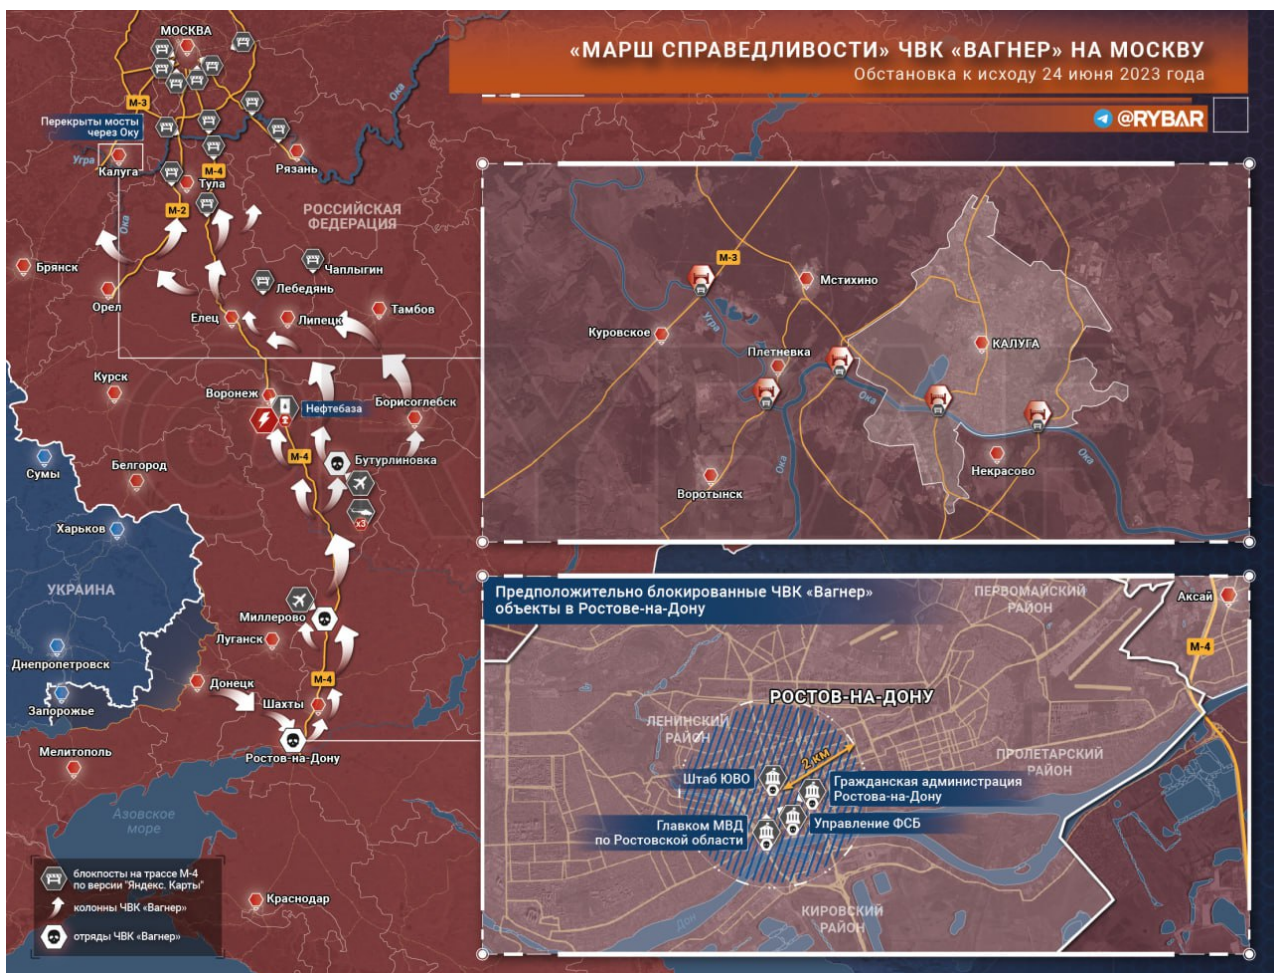 «МАРШ СПРАВЕДЛИВОСТИ» ЧВК «ВАГНЕР» НА МОСКВУ
Обстановка к исходу 24 июня 2023 года
@RYBAR
МОСКВА
М-3
Перекрыты мосты
через Оку
Ока
Угра
Калуга
М-4
Тула
Рязань
М-2
Ока
РОССИЙСКАЯ
ФЕДЕРАЦИЯ
Брянск
Чаплыгин
Лебедянь
Орел
Елец
Липецк
Тамбов
Курск
Воронеж
Нефтебаза
Борисоглебск
М-4
Бутурлиновка
x3
Сумы
Белгород
Харьков
УКРАИНА
Миллерово
Луганск
Днепропетровск
М-4
Донецк
Шахты
Запорожье
Ростов-на-Дону
Мелитополь
Азовское
море
Краснодар
блокпосты на трассе М-4
по версии "Яндекс. Карты"
колонны ЧВК «Вагнер»
отряды ЧВК «Вагнер»
М-3
Мстихино
Угра
Куровское
Плетневка
КАЛУГА
Ока
Некрасово
Воротынск
Ока
Ока
Предположительно блокированные ЧВК «Вагнер»
объекты в Ростове-на-Дону
ПЕРВОМАЙСКИЙ
РАЙОН
Аксай
М-4
РОСТОВ-НА-ДОНУ
ЛЕНИНСКИЙ
РАЙОН
ПРОЛЕТАРСКИЙ
РАЙОН
2 км
Штаб ЮВО
Гражданская администрация
Ростова-на-Дону
Главком МВД
по Ростовской области
Управление ФСБ
КИРОВСКИЙ
РАЙОН
Дон